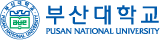 부산대학교
PUSAN NATIONAL UNIVERSITY